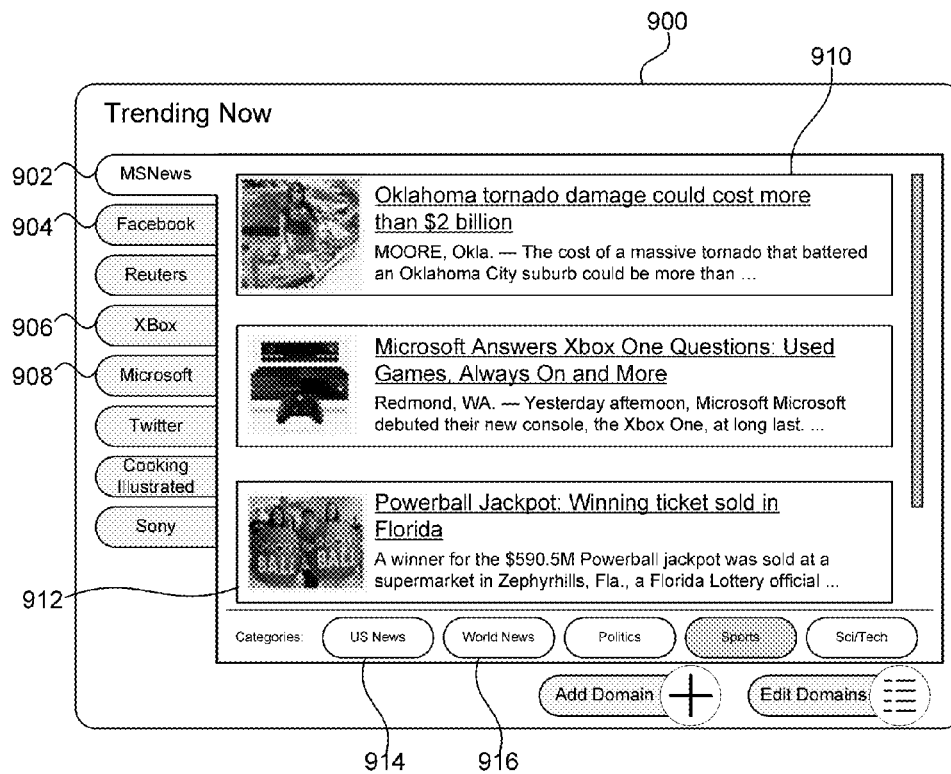 900
910
Trending Now
902
MSNews
904
Facebook
Reuters
906
XBox
908
Microsoft
Twitter
Cooking
Illustrated
Sony
Oklahoma tornado damage could cost more
than $2 billion
MOORE, Okla. — The cost of a massive tornado that battered
an Oklahoma City suburb could be more than ...
Microsoft Answers Xbox One Questions: Used
Games, Always On and More
Redmond, WA. — Yesterday afternoon, Microsoft Microsoft
debuted their new console, the Xbox One, at long last. ...
Powerball Jackpot: Winning ticket sold in
Florida
A winner for the $590.5M Powerball jackpot was sold at a
supermarket in Zephyrhills, Fla., a Florida Lottery official ...
912
Categories: US News World News Politics Sports Sci/Tech
Add Domain Edit Domains
914
916